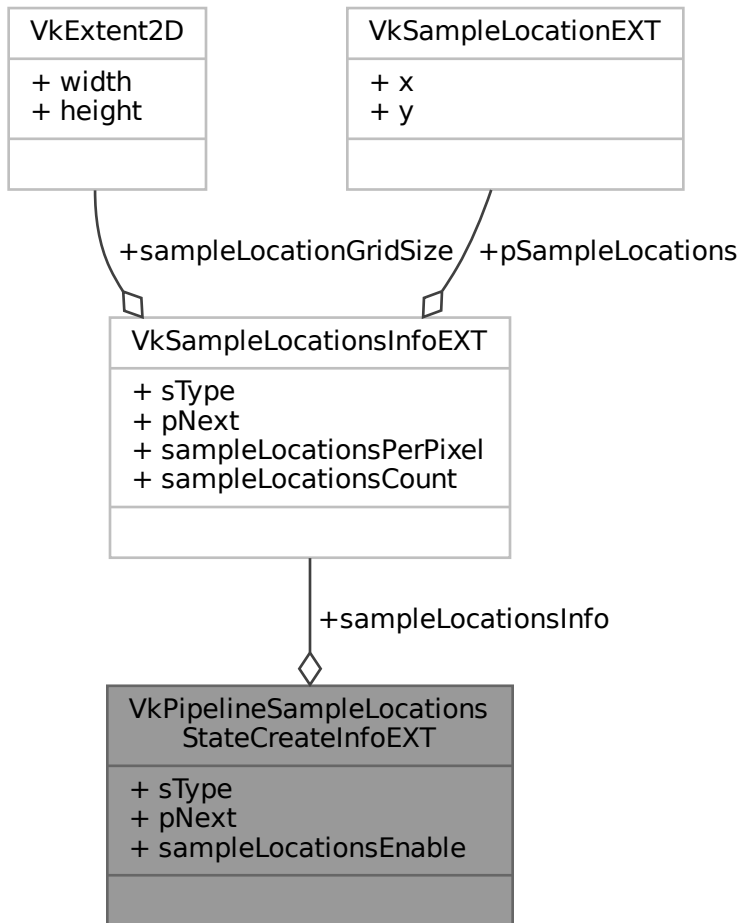 VkExtent2D
+ width
+ height
VkSampleLocationEXT
+ x
+ y
+sampleLocationGridSize
+pSampleLocations
VkSampleLocationsInfoEXT
+ sType
+ pNext
+ sampleLocationsPerPixel
+ sampleLocationsCount
+sampleLocationsInfo
VkPipelineSampleLocations
StateCreateInfoEXT
+ sType
+ pNext
+ sampleLocationsEnable